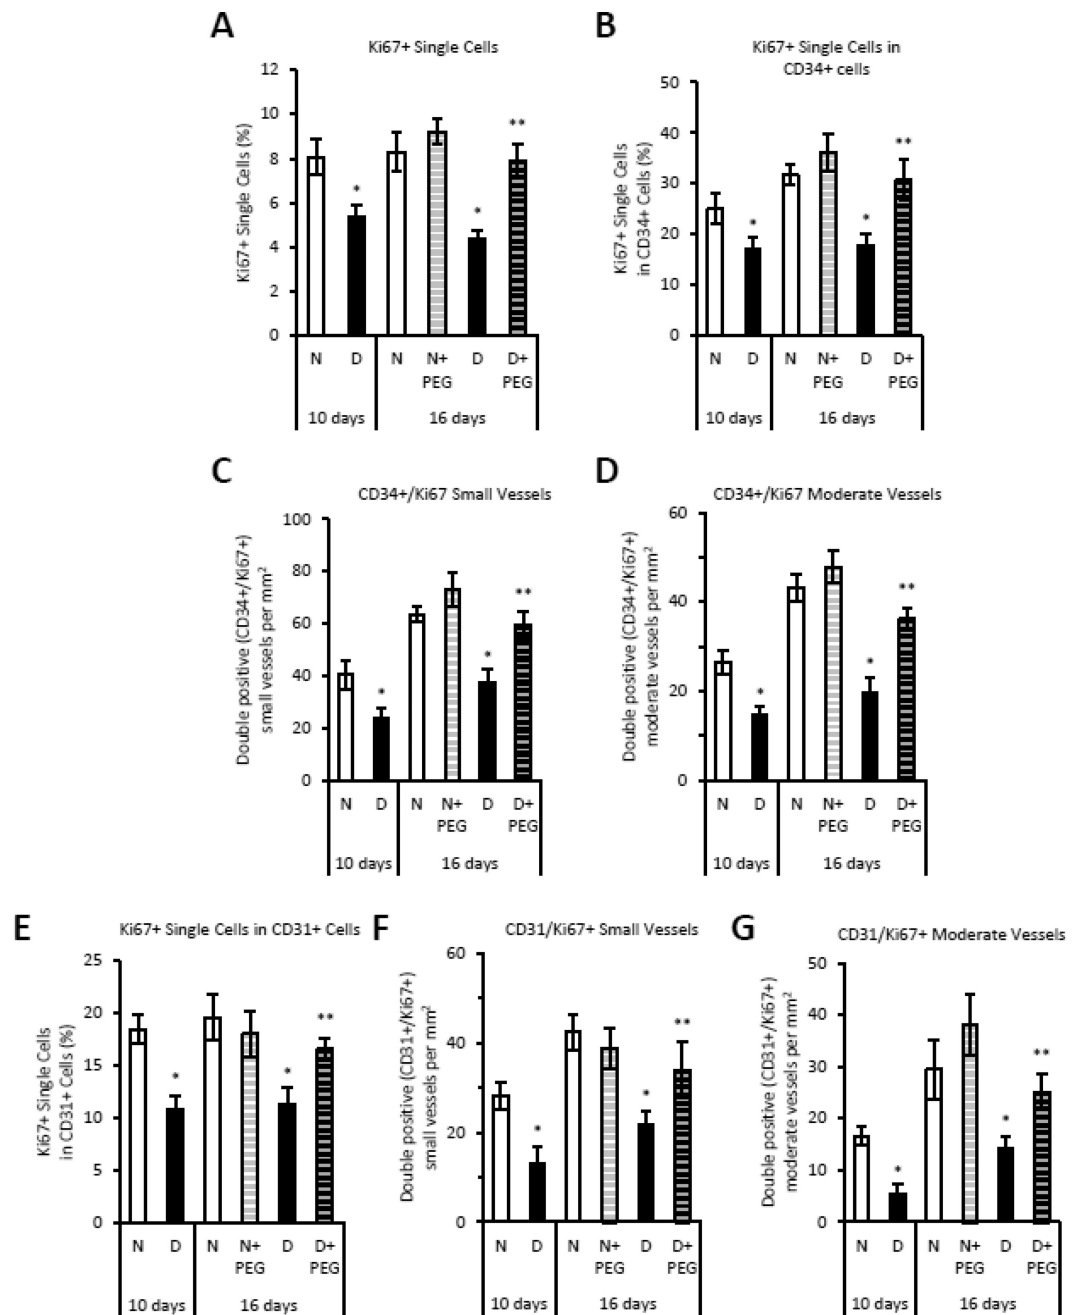 A
Ki67+ Single Cells
Ki67+ Single Cells (%)
12
10
8
6
4
2
0
*
*
**
N
D
N
N+
PEG
D
D+
PEG
10 days
16 days
B
Ki67+ Single Cells in
CD34+ cells
Ki67+ Single Cells
in CD34+ Cells (%)
50
40
30
20
10
0
*
*
**
N
D
N
N+
PEG
D
D+
PEG
10 days
16 days
C
CD34+/Ki67 Small Vessels
Double positive (CD34+/Ki67+)
small vessels per mm²
100
80
60
40
20
0
*
*
**
N
D
N
N+
PEG
D
D+
PEG
10 days
16 days
D
CD34+/Ki67 Moderate Vessels
Double positive (CD34+/Ki67+)
moderate vessels per mm²
60
40
20
0
*
*
**
N
D
N
N+
PEG
D
D+
PEG
10 days
16 days
E
Ki67+ Single Cells in CD31+ Cells
Ki67+ Single Cells
in CD31+ Cells (%)
25
20
15
10
5
0
*
*
**
N
D
N
N+
PEG
D
D+
PEG
10 days
16 days
F
CD31/Ki67+ Small Vessels
Double positive (CD31+/Ki67+)
small vessels per mm²
60
40
20
0
*
*
**
N
D
N
N+
PEG
D
D+
PEG
10 days
16 days
G
CD31/Ki67+ Moderate Vessels
Double positive (CD31+/Ki67+)
moderate vessels per mm²
50
40
30
20
10
0
*
*
**
N
D
N
N+
PEG
D
D+
PEG
10 days
16 days